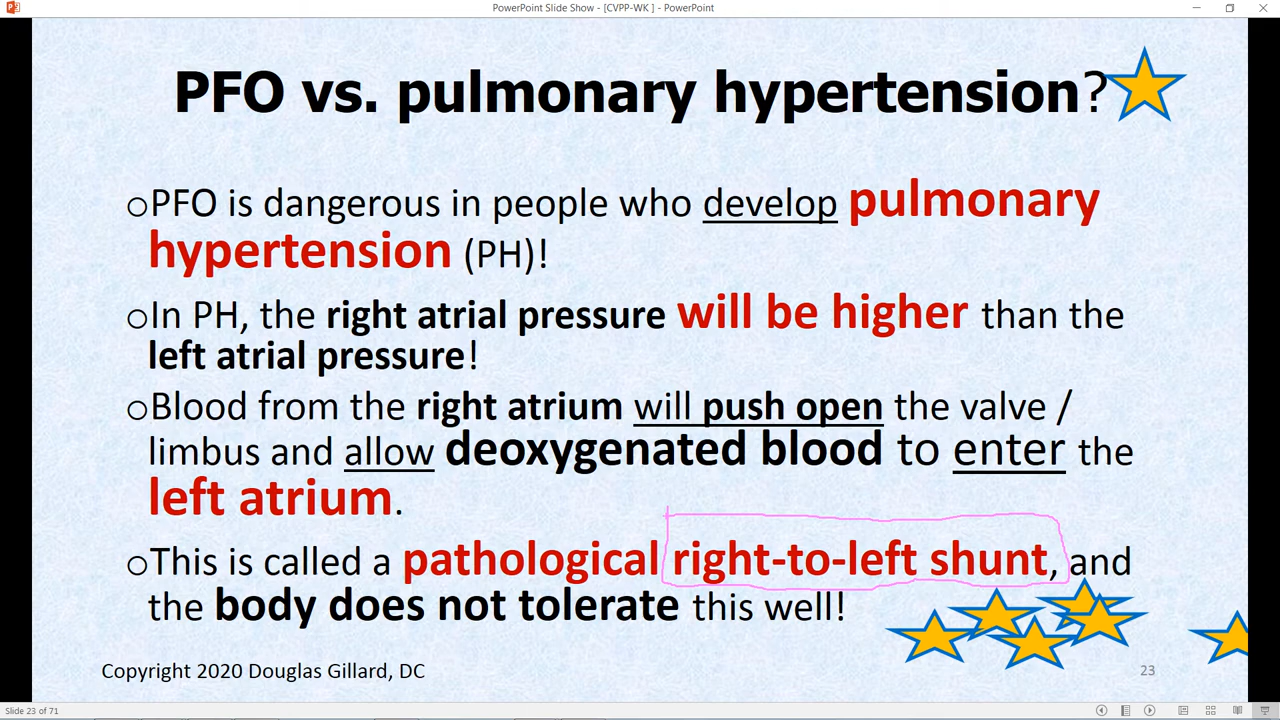 PowerPoint Slide Show - [CVPP-WK ] - PowerPoint
PFO vs. pulmonary hypertension?
oPFO is dangerous in people who develop pulmonary
hypertension (PH)!
oIn PH, the right atrial pressure will be higher than the
left atrial pressure!
oBlood from the right atrium will push open the valve /
limbus and allow deoxygenated blood to enter the
left atrium.
oThis is called a pathological right-to-left shunt, and
the body does not tolerate this well!
Copyright 2020 Douglas Gillard, DC
23
Slide 23 of 71